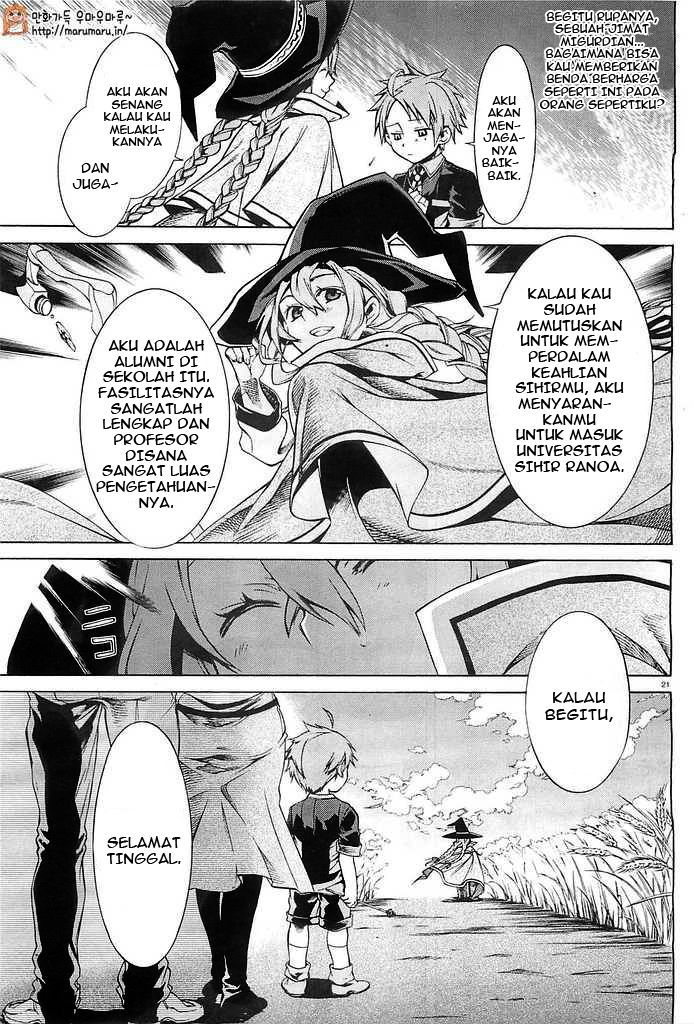 만화가득 우마우마루~
http://marumaru.in/
BEGITU RUPANYA,
SEBUAH JIMAT
MIGURDIAN...
BAGAIMANA BISA
KAU MEMBERIKAN
BENDA BERHARGA
SEPERTI INI PADA
ORANG SEPERTIKU?
AKU
AKAN
MEN-
JAGA-
NYA
BAIK-
BAIK.
AKU AKAN
SENANG
KALAU KAU
MELAKU-
KANNYA
DAN
JUGA-
KALAU KAU
SUDAH
MEMUTUSKAN
UNTUK MEM-
PERDALAM
KEAHLIAN
SIHIRMU, AKU
MENYARAN-
KANMU
UNTUK MASUK
UNIVERSITAS
SIHIR RANOA.
AKU ADALAH
ALUMNI DI
SEKOLAH ITU.
FASILITASNYA
SANGATLAH
LENGKAP DAN
PROFESOR
DISANA
SANGAT LUAS
PENGETAHUAN-
NYA.
ニコ
21
KALAU
BEGITU,
SELAMAT
TINGGAL.